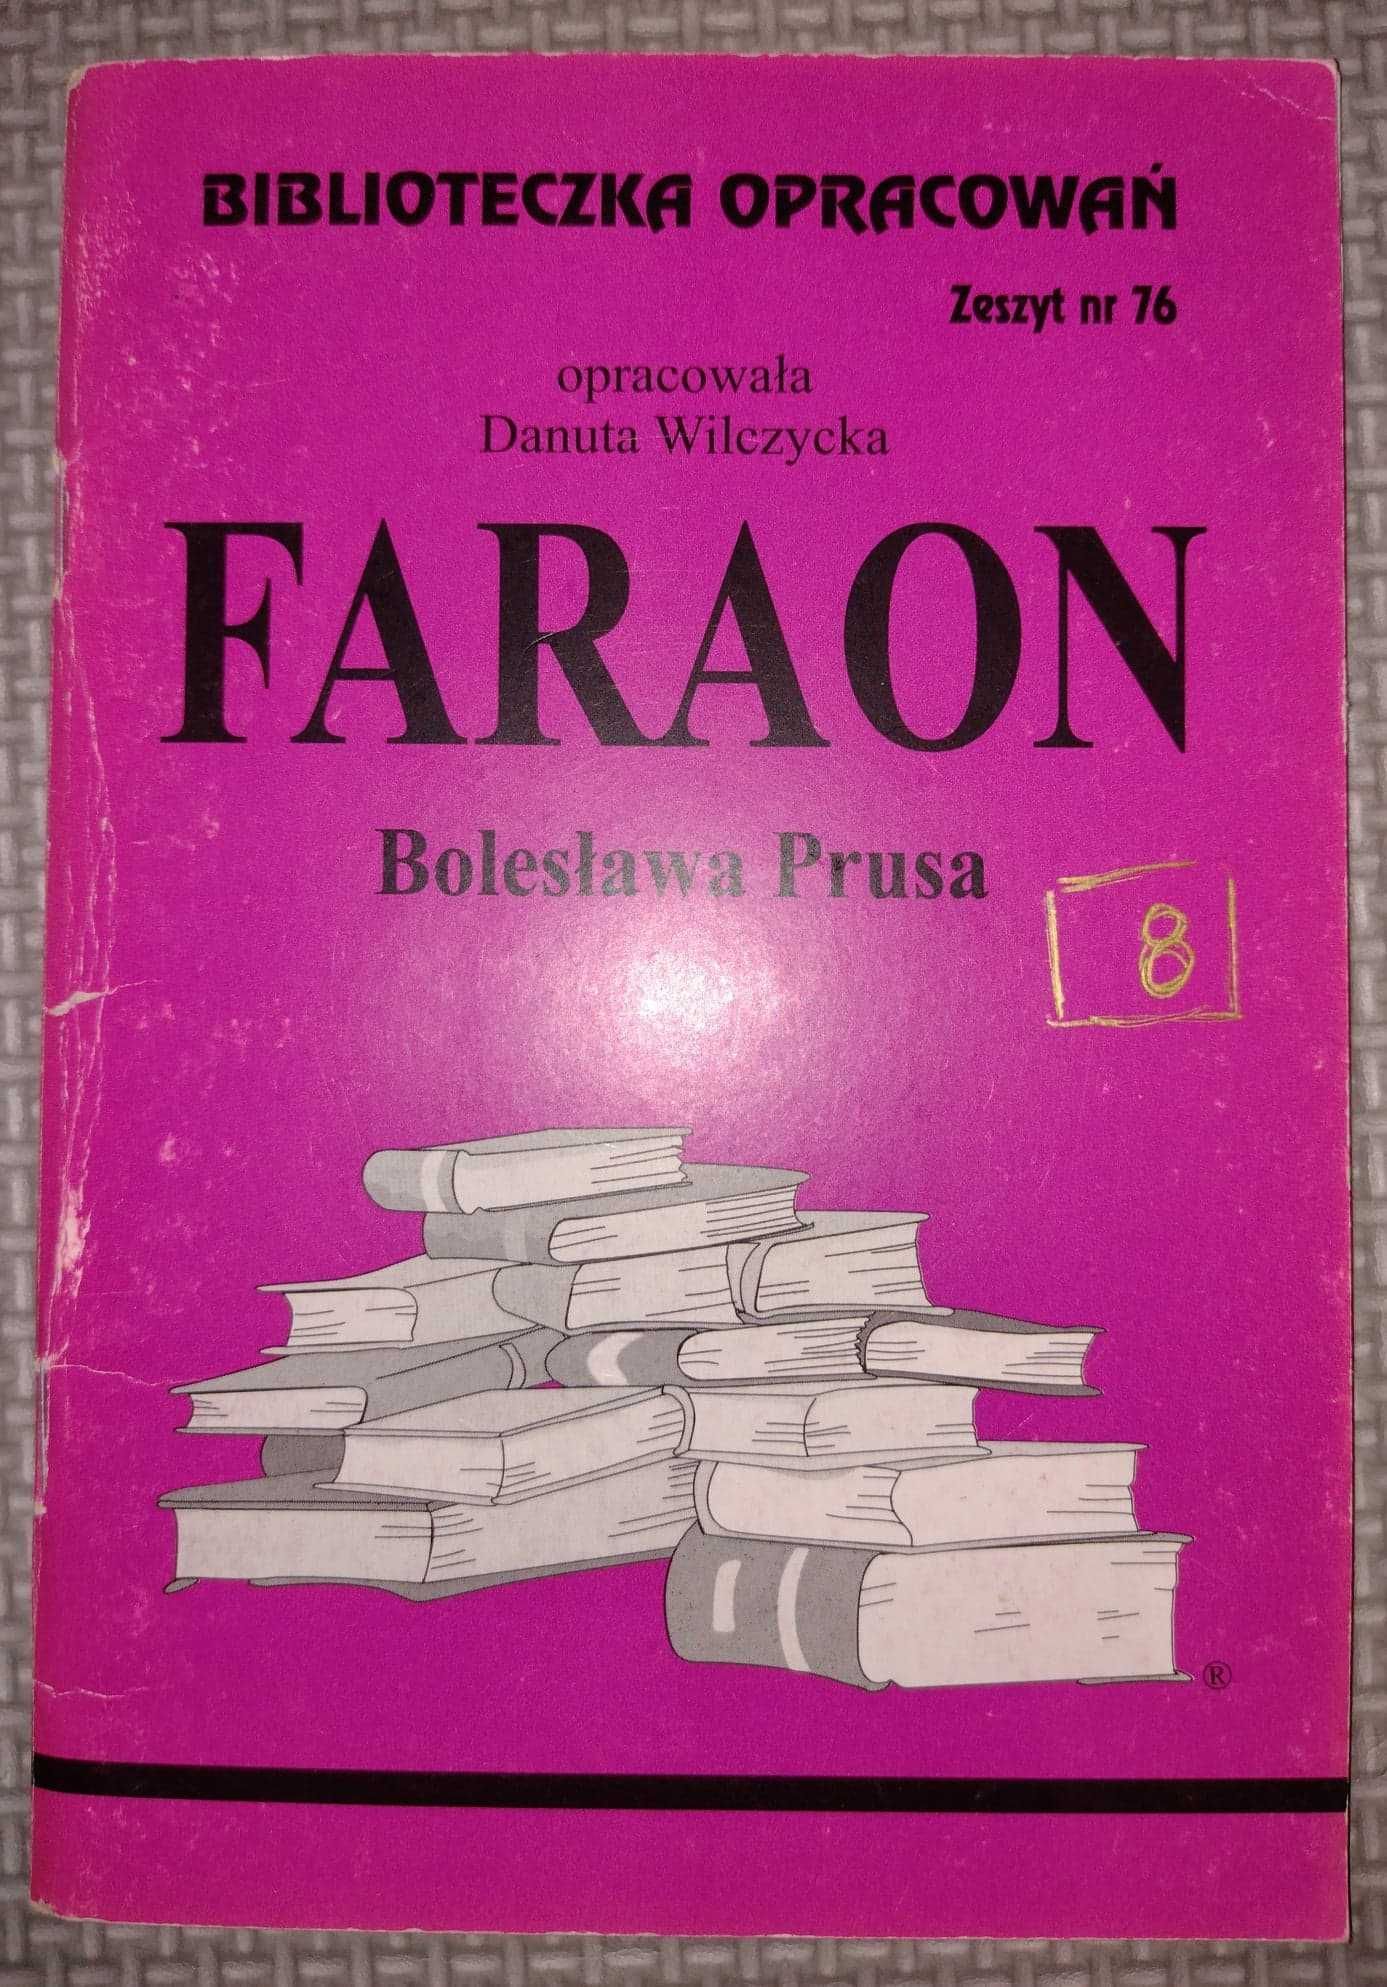 BIBLIOTECZKA OPRACOWAŃ
Zeszyt nr 76
opracowała
Danuta Wilczycka
FARAON
Bolesława Prusa
8
®